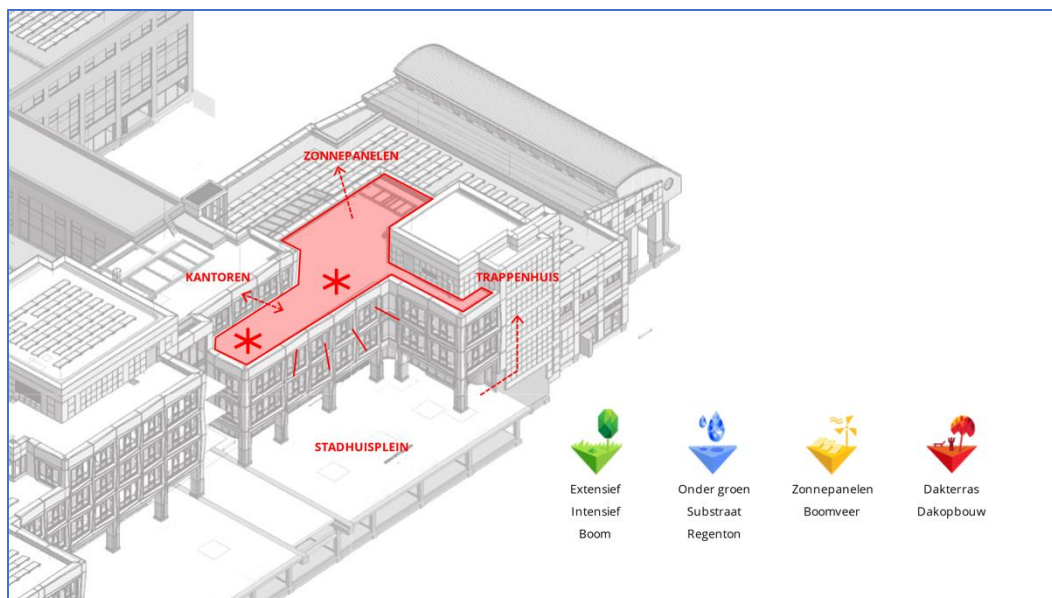 ZONNEPANELEN
KANTOREN
TRAPPENHUIS
STADHUISPLEIN
Extensief
Intensief
Boom
Onder groen
Substraat
Regenton
Zonnepanelen
Boomveer
Dakterras
Dakopbouw